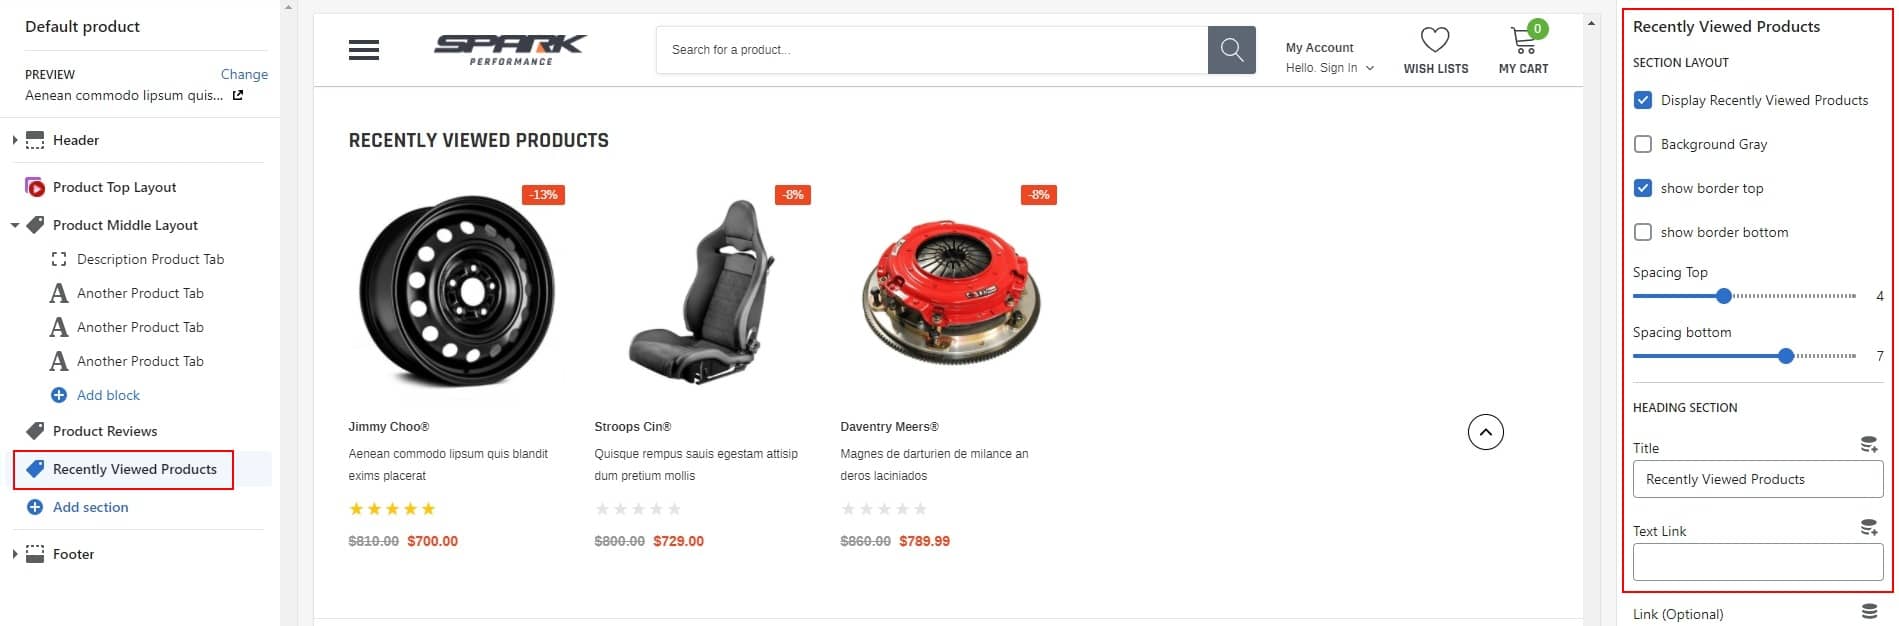 Default product
PREVIEW
Change
Aenean commodo lipsum quis...
Header
Product Top Layout
Product Middle Layout
Description Product Tab
Another Product Tab
Another Product Tab
Another Product Tab
Add block
Product Reviews
Recently Viewed Products
Add section
Footer
SPARK
PERFORMANCE
Search for a product...
My Account
Hello. Sign In
WISH LISTS
0
MY CART
RECENTLY VIEWED PRODUCTS
-13%
Jimmy Choo®
Aenean commodo lipsum quis blandit
exims placerat
$810.00 $700.00
-8%
Stroops Cin®
Quisque rempus sauis egestam attisip
dum pretium mollis
$800.00 $729.00
-8%
Daventry Meers®
Magnes de darturien de milance an
deros laciniados
$860.00 $789.99
Recently Viewed Products
SECTION LAYOUT
Display Recently Viewed Products
Background Gray
show border top
show border bottom
Spacing Top
4
Spacing bottom
7
HEADING SECTION
Title
Recently Viewed Products
Text Link
Link (Optional)